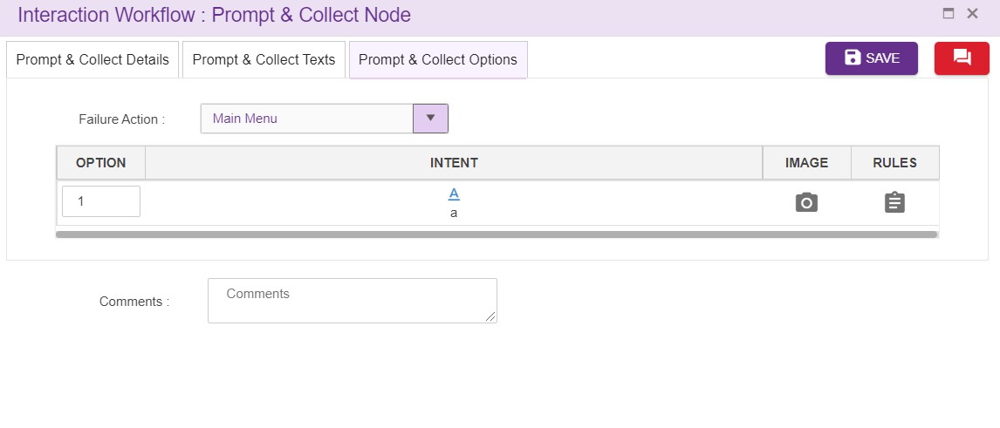 Interaction Workflow : Prompt & Collect Node
Prompt & Collect Details
Prompt & Collect Texts
Prompt & Collect Options
SAVE
Failure Action :
Main Menu
OPTION
INTENT
IMAGE
RULES
1
A
a
Comments :
Comments